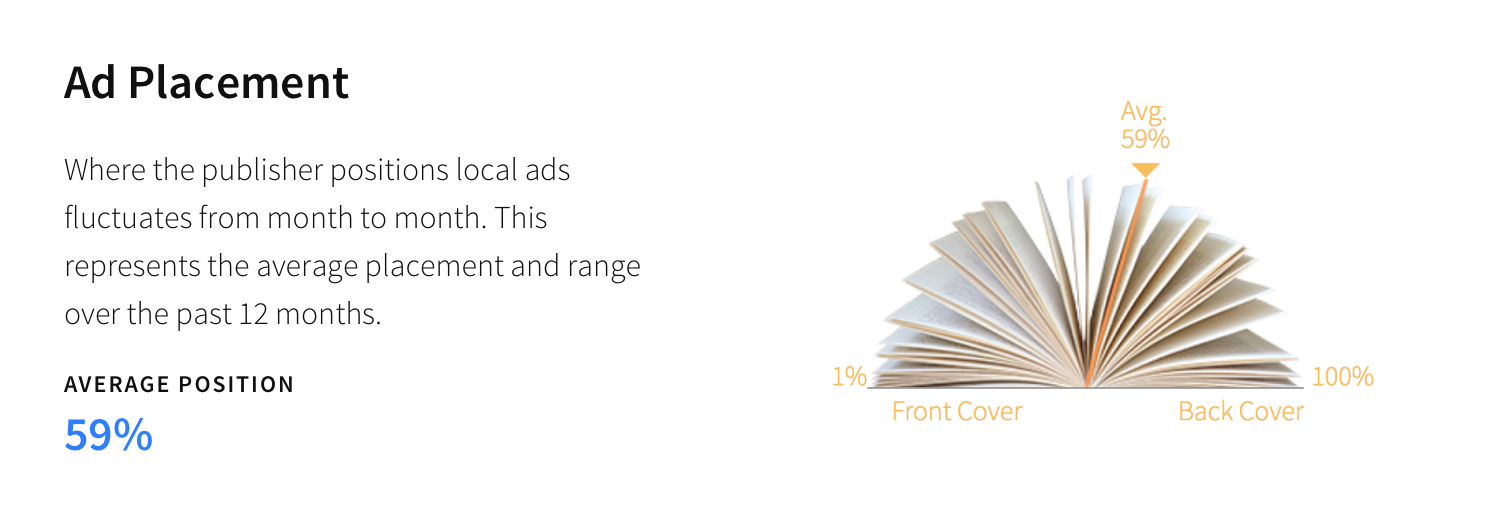 Ad Placement
Where the publisher positions local ads
fluctuates from month to month. This
represents the average placement and range
over the past 12 months.
AVERAGE POSITION
59%
Avg.
59%
1%
100%
Front Cover
Back Cover